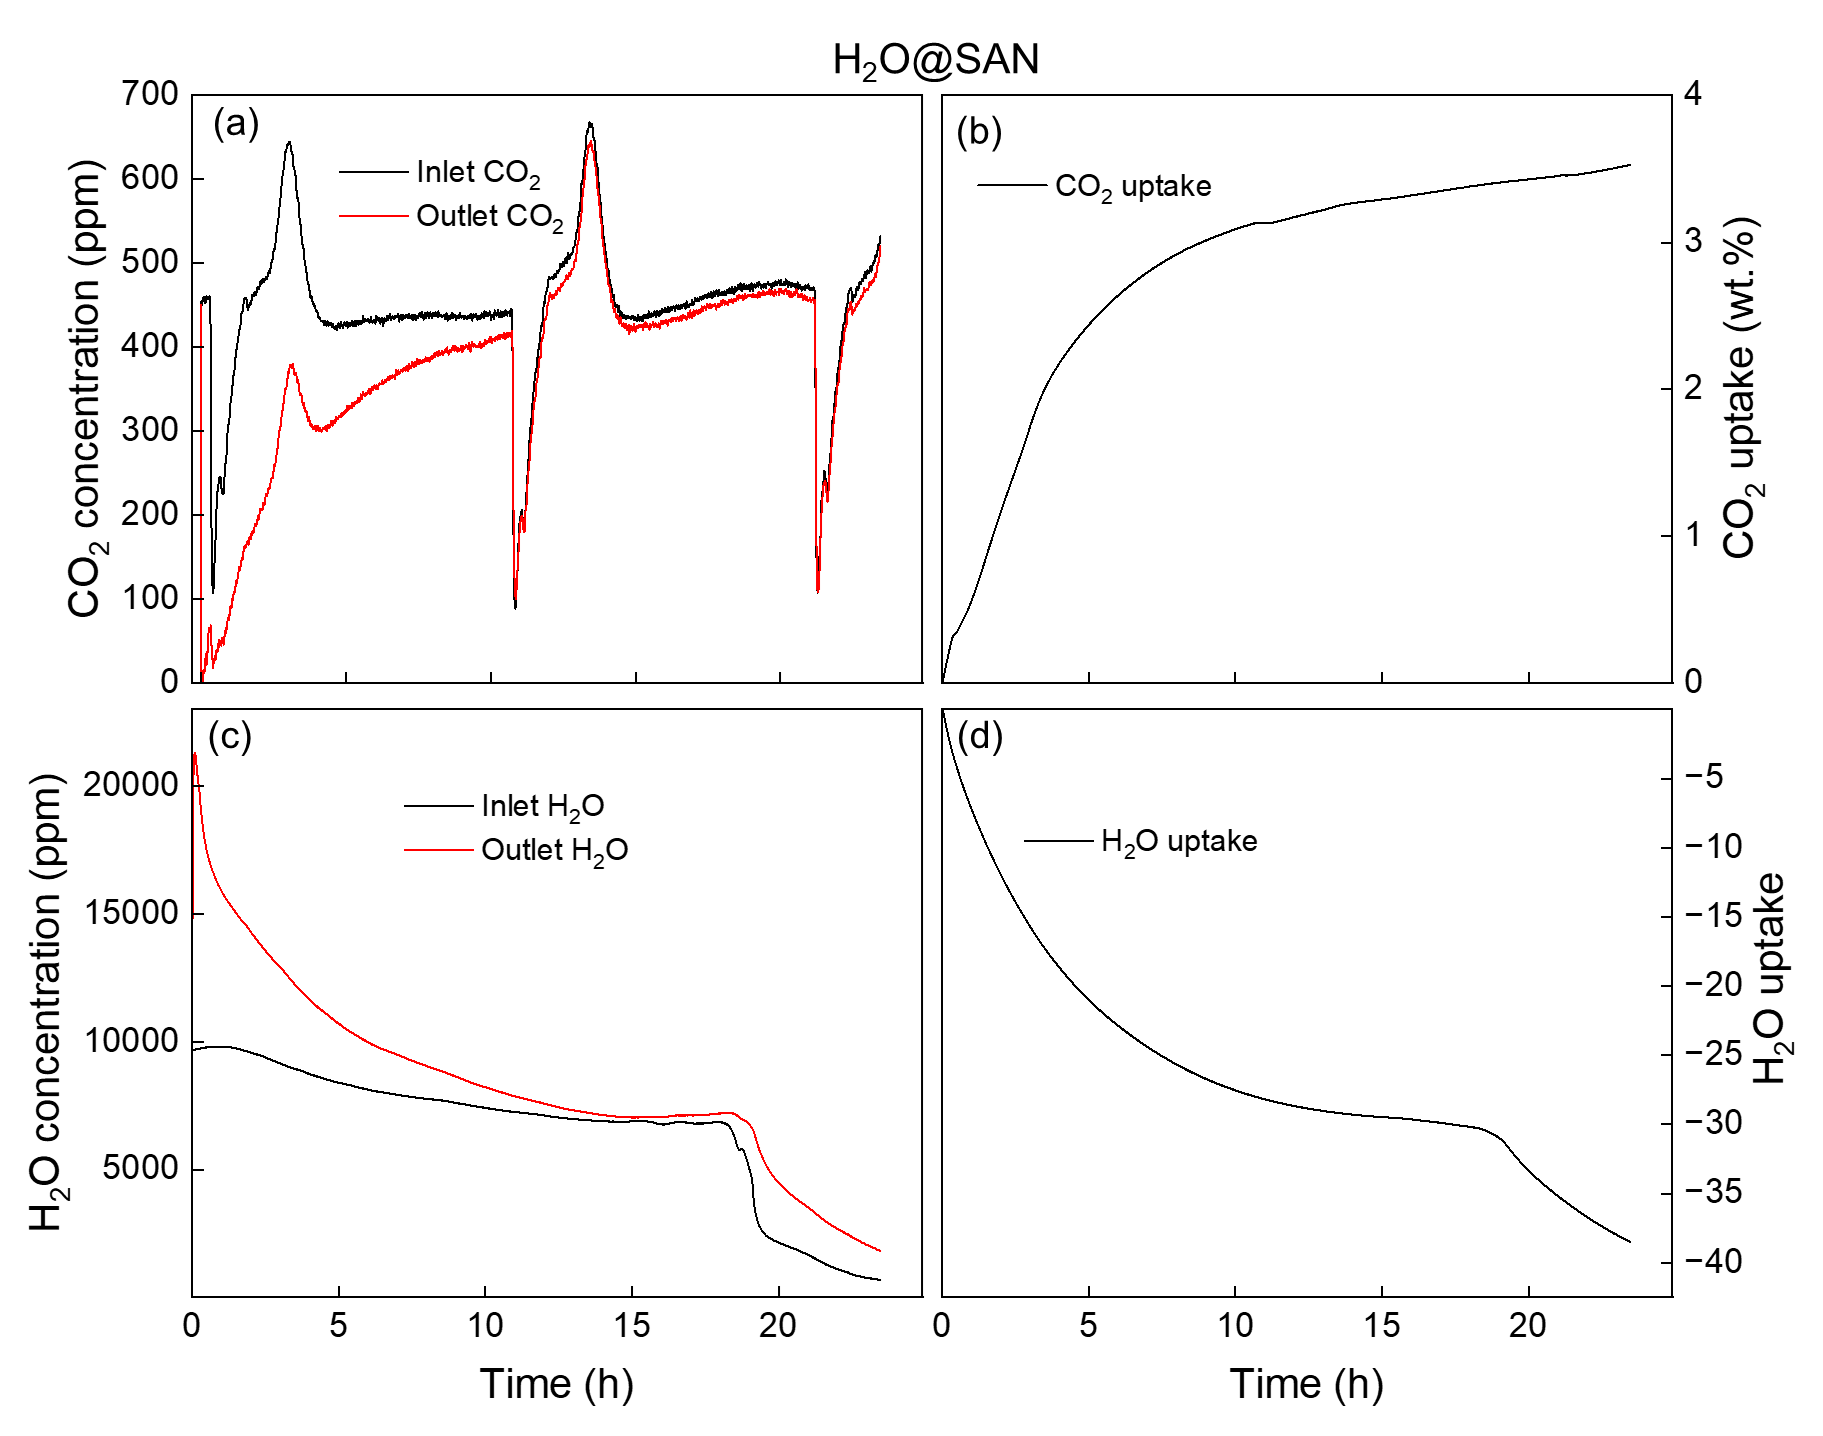 H₂O@SAN
(a)
Inlet CO₂
Outlet CO₂
CO₂ concentration (ppm)
700
600
500
400
300
200
100
0
(b)
CO₂ uptake
4
3
2
1
0
CO₂ uptake (wt.%)
(c)
Inlet H₂O
Outlet H₂O
H₂O concentration (ppm)
20000
15000
10000
5000
0
5
10
15
20
Time (h)
(d)
H₂O uptake
−5
−10
−15
−20
−25
−30
−35
−40
H₂O uptake
0
5
10
15
20
Time (h)